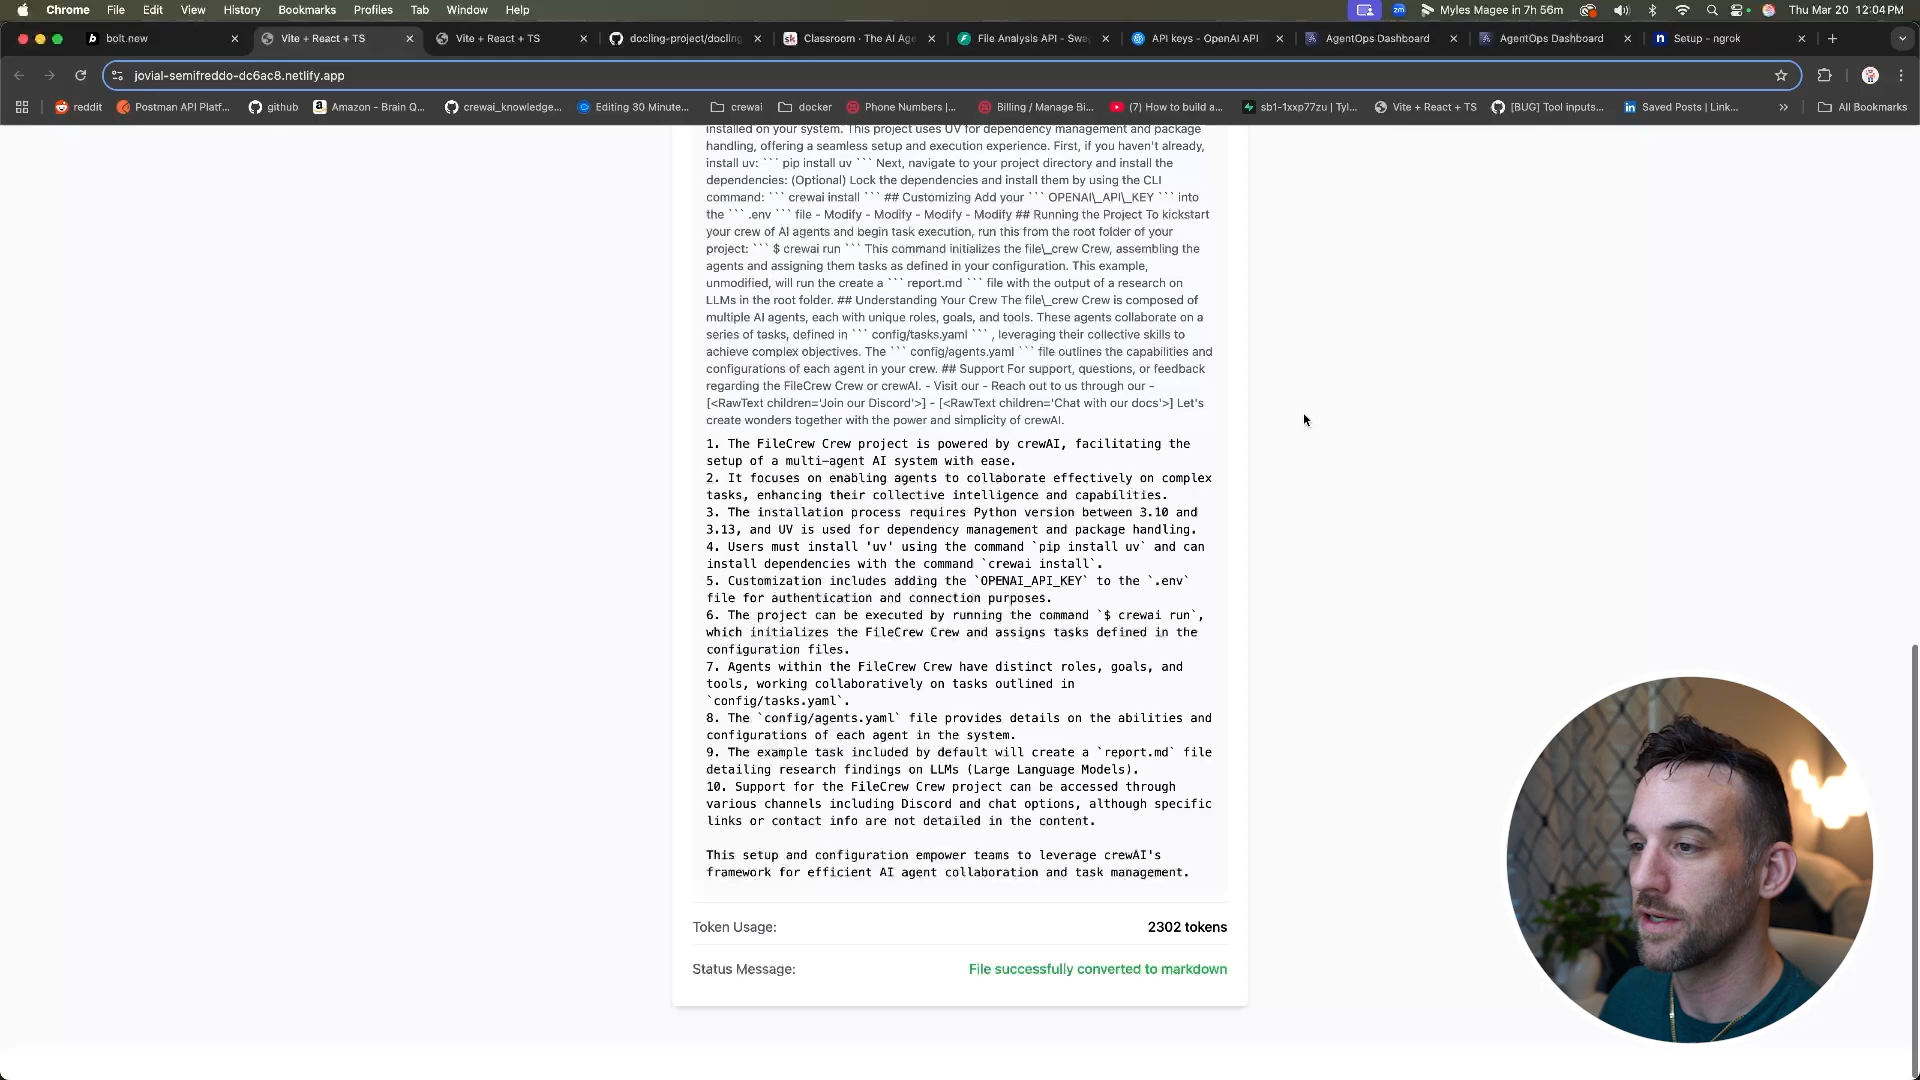 Chrome File Edit View History Bookmarks Profiles Tab Window Help
Myles Magee in 7h 56m
Thu Mar 20 12:04 PM
bolt.new
Vite + React + TS
Vite + React + TS
docling-project/docling
Classroom · The AI Age
File Analysis API - Swag
API keys - OpenAI API
AgentOps Dashboard
AgentOps Dashboard
Setup - ngrok
jovial-semifreddo-dc6ac8.netlify.app
reddit
Postman API Platf...
github
Amazon - Brain Q...
crewai_knowledge...
Editing 30 Minute...
crewai
docker
Phone Numbers |...
Billing / Manage Bi...
(7) How to build a...
sb1-1xxp77zu | Tyl...
Vite + React + TS
[BUG] Tool inputs...
Saved Posts | Link...
All Bookmarks
installed on your system. This project uses UV for dependency management and package
handling, offering a seamless setup and execution experience. First, if you haven't already,
install uv: ``` pip install uv ``` Next, navigate to your project directory and install the
dependencies: (Optional) Lock the dependencies and install them by using the CLI
command: ``` crewai install ``` ## Customizing Add your ``` OPENAI\_API\_KEY ``` into
the ``` .env ``` file - Modify - Modify - Modify - Modify ## Running the Project To kickstart
your crew of AI agents and begin task execution, run this from the root folder of your
project: ``` $ crewai run ``` This command initializes the file\_crew Crew, assembling the
agents and assigning them tasks as defined in your configuration. This example,
unmodified, will run the create a ``` report.md ``` file with the output of a research on
LLMs in the root folder. ## Understanding Your Crew The file\_crew Crew is composed of
multiple AI agents, each with unique roles, goals, and tools. These agents collaborate on a
series of tasks, defined in ``` config/tasks.yaml ``` , leveraging their collective skills to
achieve complex objectives. The ``` config/agents.yaml ``` file outlines the capabilities and
configurations of each agent in your crew. ## Support For support, questions, or feedback
regarding the FileCrew Crew or crewAI. - Visit our - Reach out to us through our -
[<RawText children='Join our Discord'>] - [<RawText children='Chat with our docs'>] Let's
create wonders together with the power and simplicity of crewAI.
1. The FileCrew Crew project is powered by crewAI, facilitating the
setup of a multi-agent AI system with ease.
2. It focuses on enabling agents to collaborate effectively on complex
tasks, enhancing their collective intelligence and capabilities.
3. The installation process requires Python version between 3.10 and
3.13, and UV is used for dependency management and package handling.
4. Users must install 'uv' using the command `pip install uv` and can
install dependencies with the command `crewai install`.
5. Customization includes adding the `OPENAI_API_KEY` to the `.env`
file for authentication and connection purposes.
6. The project can be executed by running the command `$ crewai run`,
which initializes the FileCrew Crew and assigns tasks defined in the
configuration files.
7. Agents within the FileCrew Crew have distinct roles, goals, and
tools, working collaboratively on tasks outlined in
`config/tasks.yaml`.
8. The `config/agents.yaml` file provides details on the abilities and
configurations of each agent in the system.
9. The example task included by default will create a `report.md` file
detailing research findings on LLMs (Large Language Models).
10. Support for the FileCrew Crew project can be accessed through
various channels including Discord and chat options, although specific
links or contact info are not detailed in the content.
This setup and configuration empower teams to leverage crewAI's
framework for efficient AI agent collaboration and task management.
Token Usage: 2302 tokens
Status Message: File successfully converted to markdown